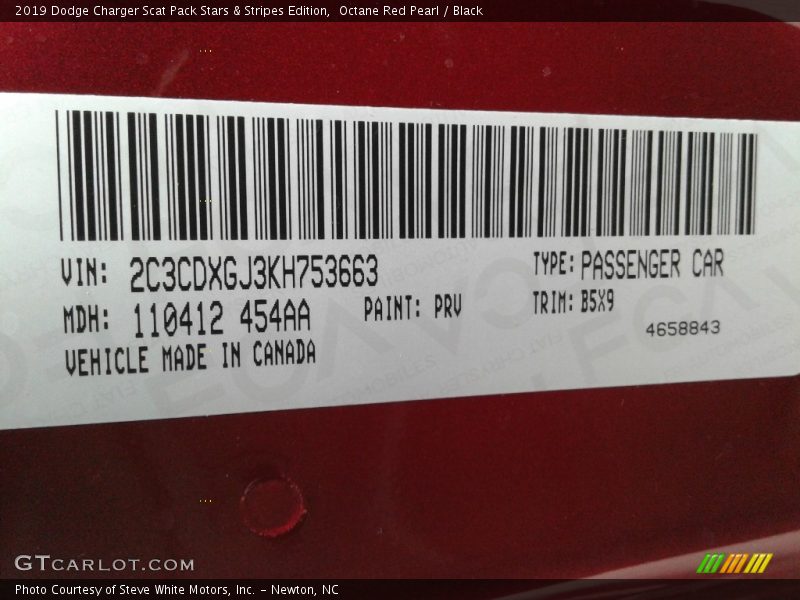 2019 Dodge Charger Scat Pack Stars & Stripes Edition,  Octane Red Pearl / Black
VIN: 2C3CDXGJ3KH753663
TYPE: PASSENGER CAR
MDH: 110412 454AA
PAINT: PRV
TRIM: B5X9
4658843
VEHICLE MADE IN CANADA
GTCARLOT.COM
Photo Courtesy of Steve White Motors, Inc. – Newton, NC